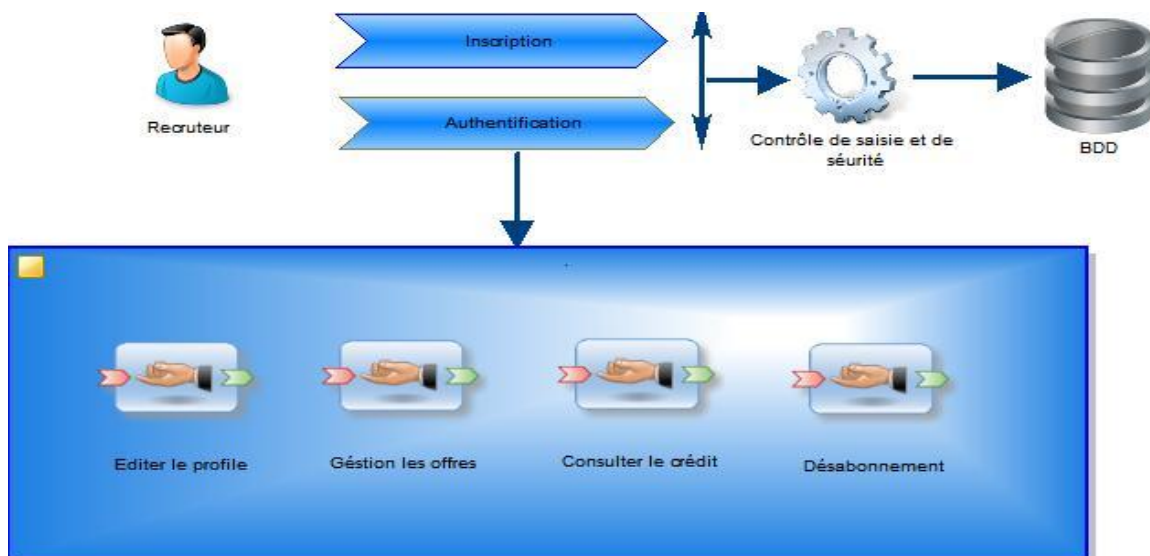 Inscription
Recruteur
Authentification
Contrôle de saisie et de
séurité
BDD
Editer le profile
Géstion les offres
Consulter le crédit
Désabonnement